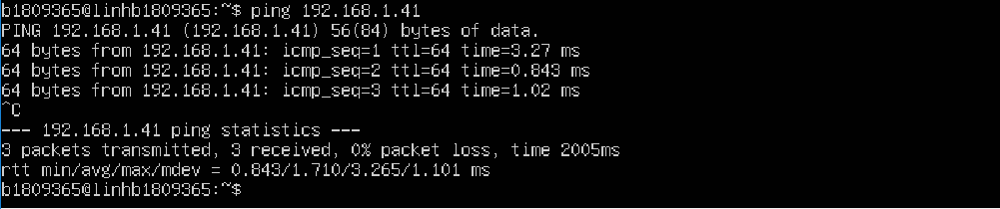 b1809365@linhb1809365:~$ ping 192.168.1.41
PING 192.168.1.41 (192.168.1.41) 56(84) bytes of data.
64 bytes from 192.168.1.41: icmp_seq=1 ttl=64 time=3.27 ms
64 bytes from 192.168.1.41: icmp_seq=2 ttl=64 time=0.843 ms
64 bytes from 192.168.1.41: icmp_seq=3 ttl=64 time=1.02 ms
^C
--- 192.168.1.41 ping statistics ---
3 packets transmitted, 3 received, 0% packet loss, time 2005ms
rtt min/avg/max/mdev = 0.843/1.710/3.265/1.101 ms
b1809365@linhb1809365:~$